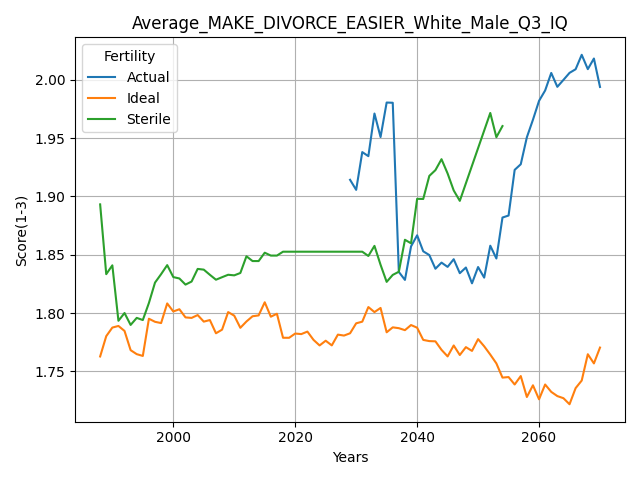 Average_MAKE_DIVORCE_EASIER_White_Male_Q3_IQ
Fertility
Actual
Ideal
Sterile
Score(1-3)
2.00
1.95
1.90
1.85
1.80
1.75
2000 2020 2040 2060
Years